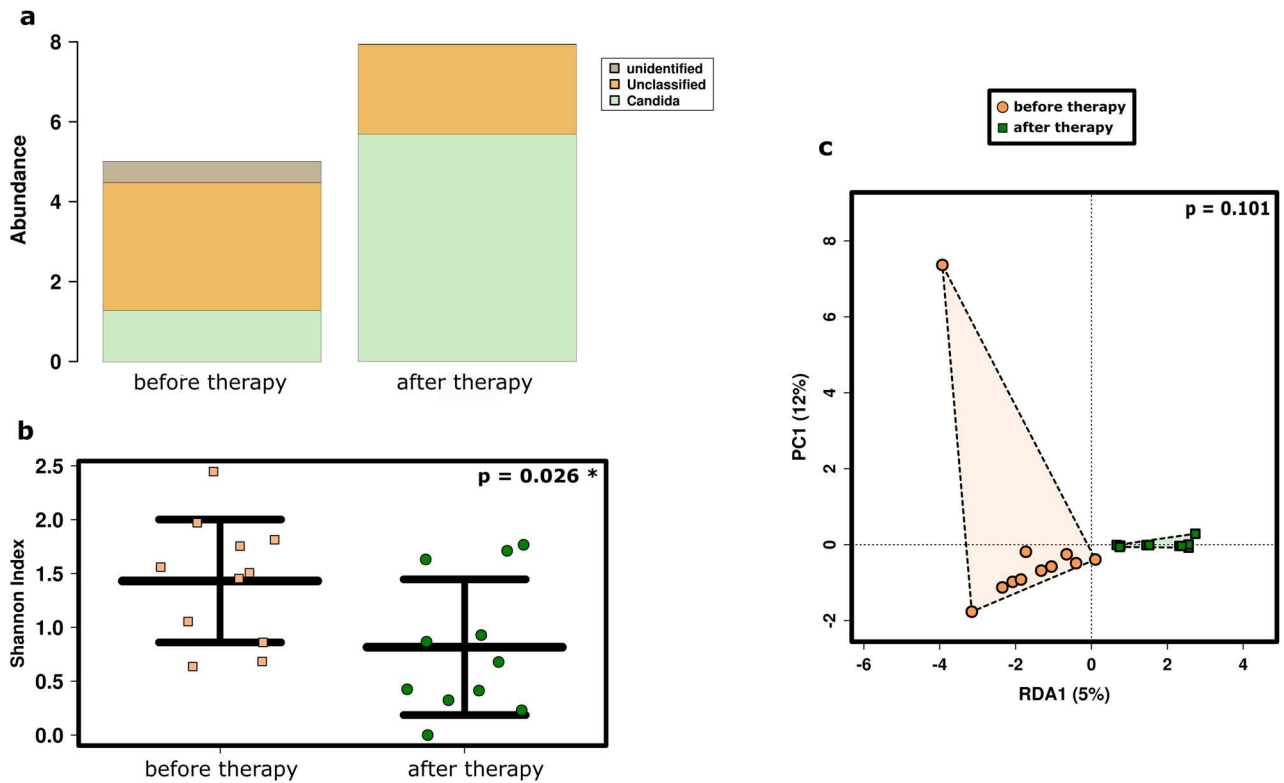 a
8
6
4
2
0
Abundance
before therapy
after therapy
unidentified
Unclassified
Candida
b
2.5
2.0
1.5
1.0
0.5
0.0
Shannon Index
p = 0.026 *
before therapy
after therapy
before therapy
after therapy
c
p = 0.101
8
6
4
2
0
-2
PC1 (12%)
-6
-4
-2
0
2
4
RDA1 (5%)